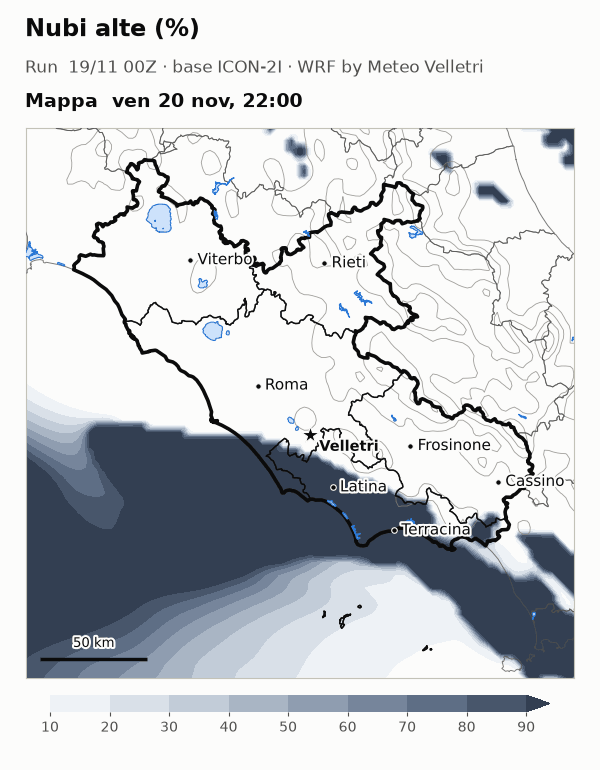 Nubi alte (%)
Run  19/11 00Z · base ICON-2I · WRF by Meteo Velletri
Mappa  ven 20 nov, 22:00
Viterbo
Rieti
Roma
Velletri
Frosinone
Latina
Cassino
Terracina
50 km
10 20 30 40 50 60 70 80 90